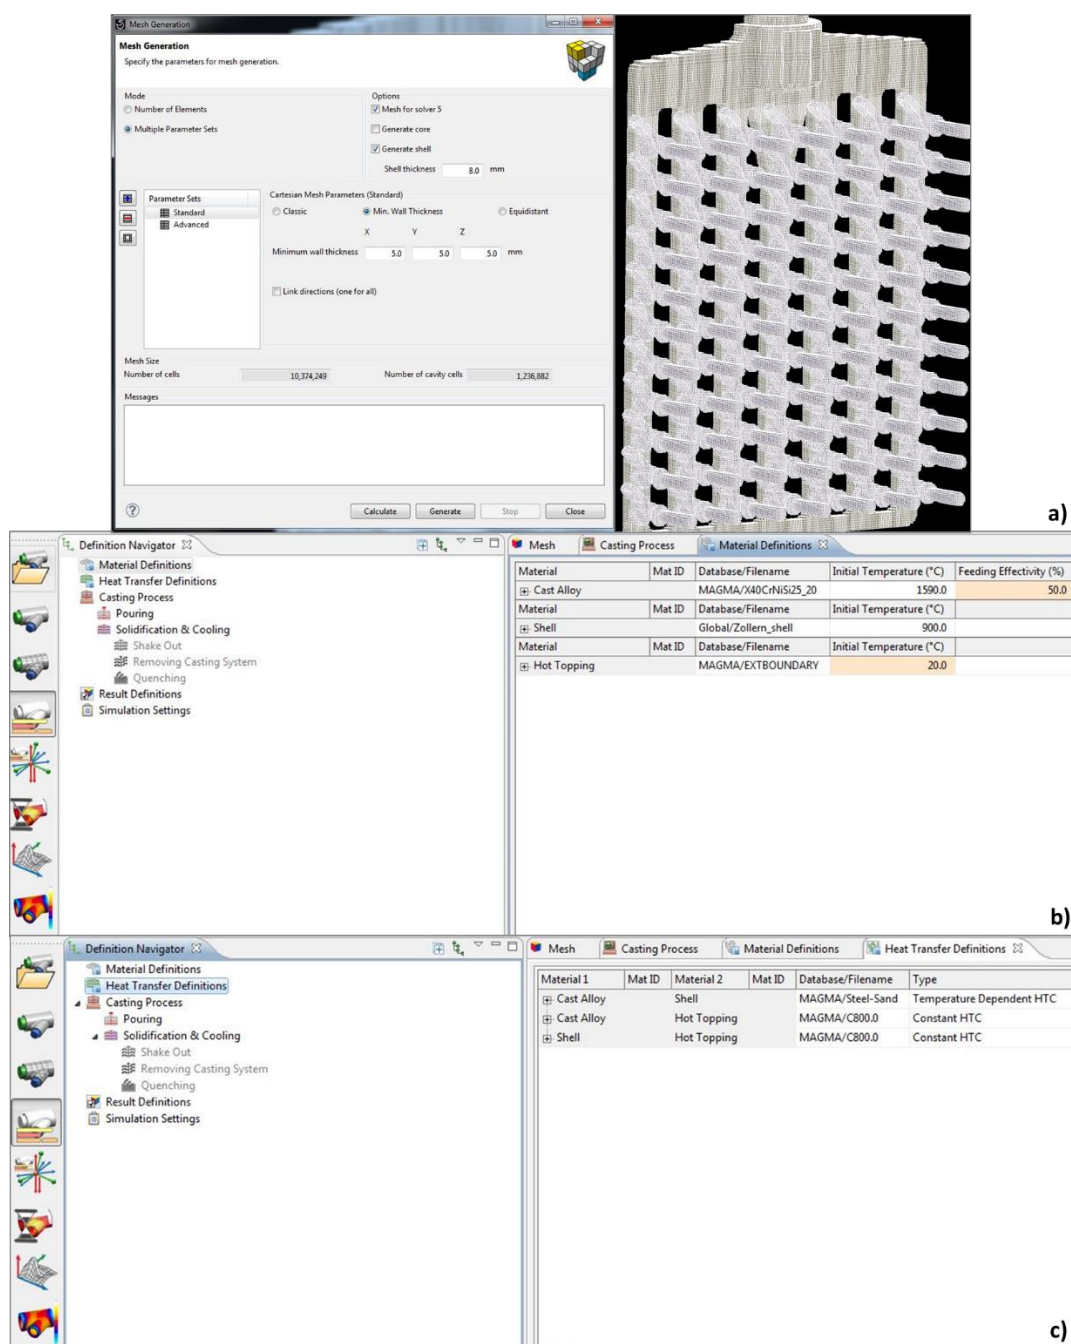 Mesh Generation
Mesh Generation
Specify the parameters for mesh generation.
Mode
Number of Elements
Multiple Parameter Sets
Options
Mesh for solver 5
Generate core
Generate shell
Shell thickness 8.0 mm
Parameter Sets
Standard
Advanced
Cartesian Mesh Parameters (Standard)
Classic Min. Wall Thickness Equidistant
X Y Z
Minimum wall thickness 5.0 5.0 5.0 mm
Link directions (one for all)
Mesh Size
Number of cells 10,374,249 Number of cavity cells 1,236,882
Messages
Calculate Generate Stop Close
a)
Definition Navigator
Material Definitions
Heat Transfer Definitions
Casting Process
Pouring
Solidification & Cooling
Shake Out
Removing Casting System
Quenching
Result Definitions
Simulation Settings
Mesh Casting Process Material Definitions
Material Mat ID Database/Filename Initial Temperature (°C) Feeding Effectivity (%)
Cast Alloy MAGMA/X40CrNiSi25_20 1590.0 50.0
Material Mat ID Database/Filename Initial Temperature (°C)
Shell Global/Zollern_shell 900.0
Material Mat ID Database/Filename Initial Temperature (°C)
Hot Topping MAGMA/EXTBOUNDARY 20.0
b)
Definition Navigator
Material Definitions
Heat Transfer Definitions
Casting Process
Pouring
Solidification & Cooling
Shake Out
Removing Casting System
Quenching
Result Definitions
Simulation Settings
Mesh Casting Process Material Definitions Heat Transfer Definitions
Material 1 Mat ID Material 2 Mat ID Database/Filename Type
Cast Alloy Shell MAGMA/Steel-Sand Temperature Dependent HTC
Cast Alloy Hot Topping MAGMA/C800.0 Constant HTC
Shell Hot Topping MAGMA/C800.0 Constant HTC
c)